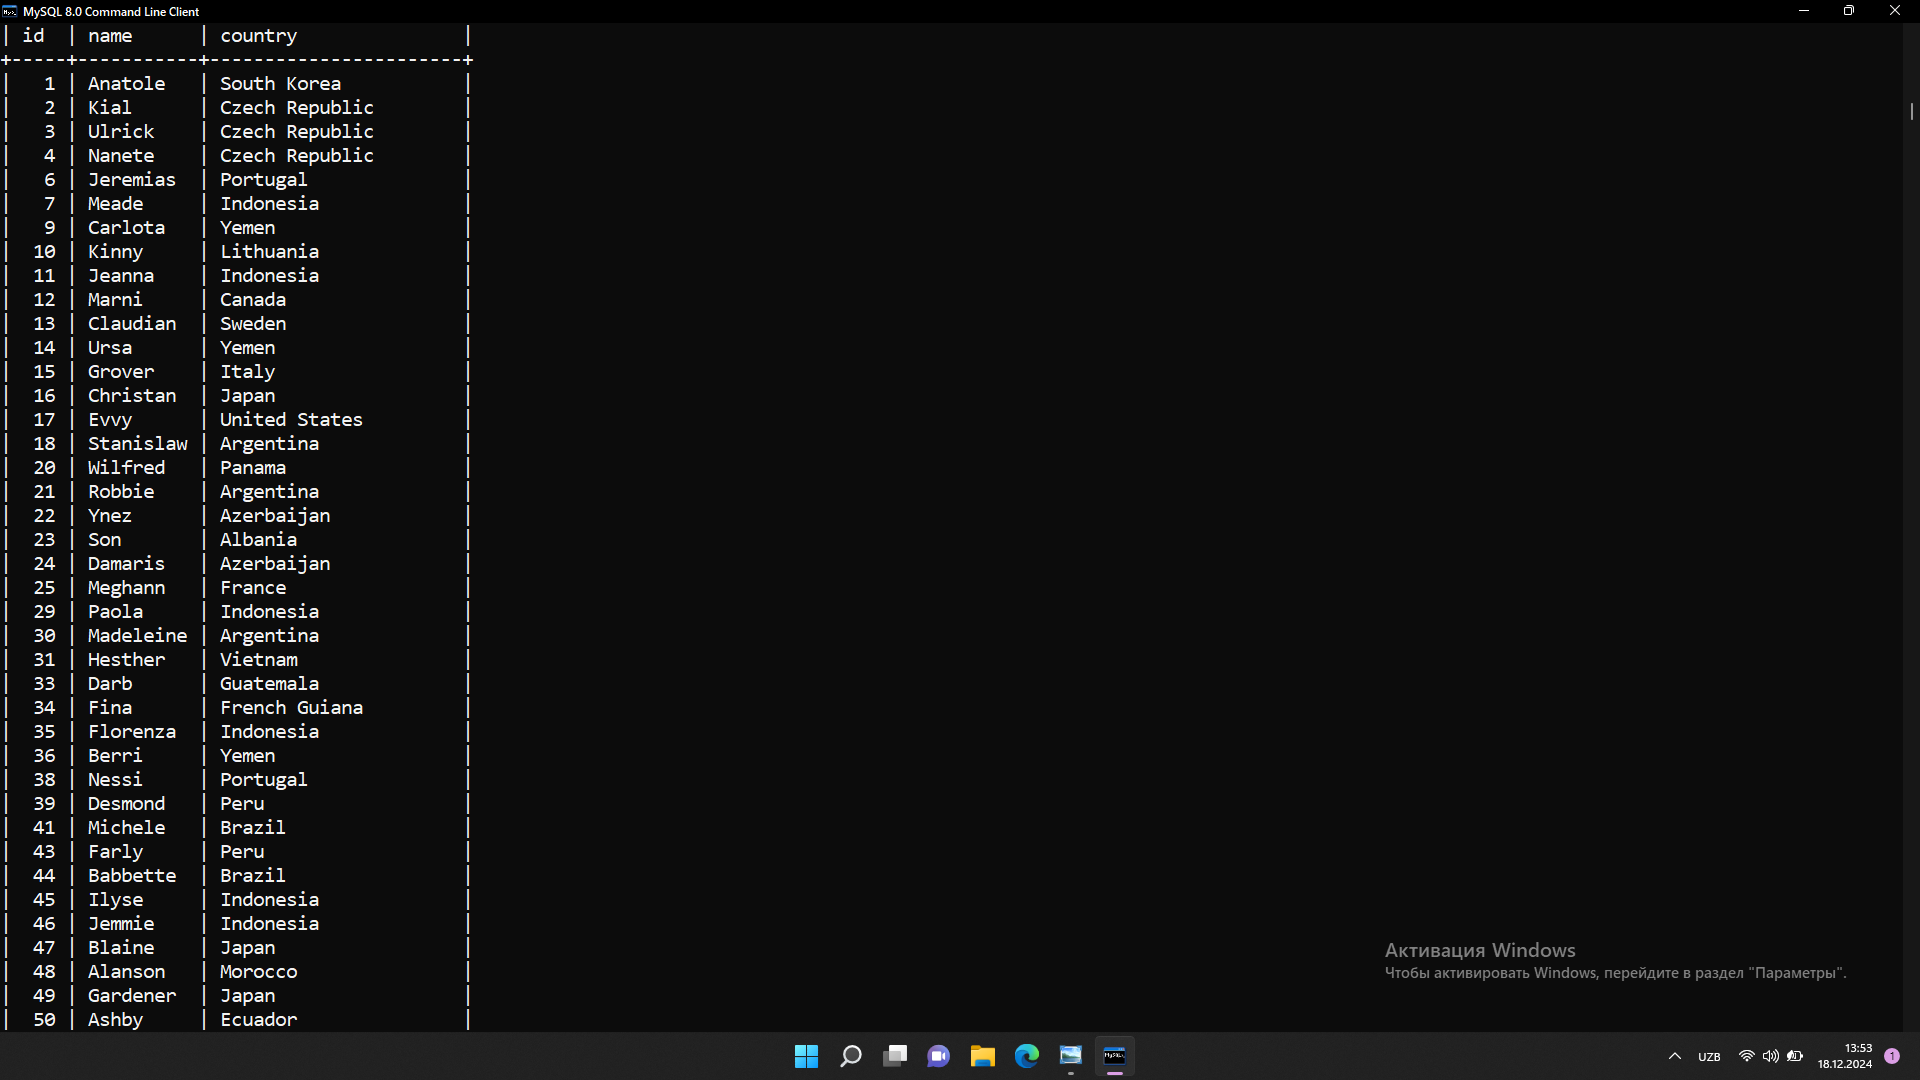 MySQL 8.0 Command Line Client
| id | name | country |
+-----+-----------+-----------------------+
| 1 | Anatole | South Korea |
| 2 | Kial | Czech Republic |
| 3 | Ulrick | Czech Republic |
| 4 | Nanete | Czech Republic |
| 6 | Jeremias | Portugal |
| 7 | Meade | Indonesia |
| 9 | Carlota | Yemen |
| 10 | Kinny | Lithuania |
| 11 | Jeanna | Indonesia |
| 12 | Marni | Canada |
| 13 | Claudian | Sweden |
| 14 | Ursa | Yemen |
| 15 | Grover | Italy |
| 16 | Christan | Japan |
| 17 | Evvy | United States |
| 18 | Stanislaw | Argentina |
| 20 | Wilfred | Panama |
| 21 | Robbie | Argentina |
| 22 | Ynez | Azerbaijan |
| 23 | Son | Albania |
| 24 | Damaris | Azerbaijan |
| 25 | Meghann | France |
| 29 | Paola | Indonesia |
| 30 | Madeleine | Argentina |
| 31 | Hesther | Vietnam |
| 33 | Darb | Guatemala |
| 34 | Fina | French Guiana |
| 35 | Florenza | Indonesia |
| 36 | Berri | Yemen |
| 38 | Nessi | Portugal |
| 39 | Desmond | Peru |
| 41 | Michele | Brazil |
| 43 | Farly | Peru |
| 44 | Babbette | Brazil |
| 45 | Ilyse | Indonesia |
| 46 | Jemmie | Indonesia |
| 47 | Blaine | Japan |
| 48 | Alanson | Morocco |
| 49 | Gardener | Japan |
| 50 | Ashby | Ecuador |
Активация Windows
Чтобы активировать Windows, перейдите в раздел "Параметры".
UZB
13:53
18.12.2024
1